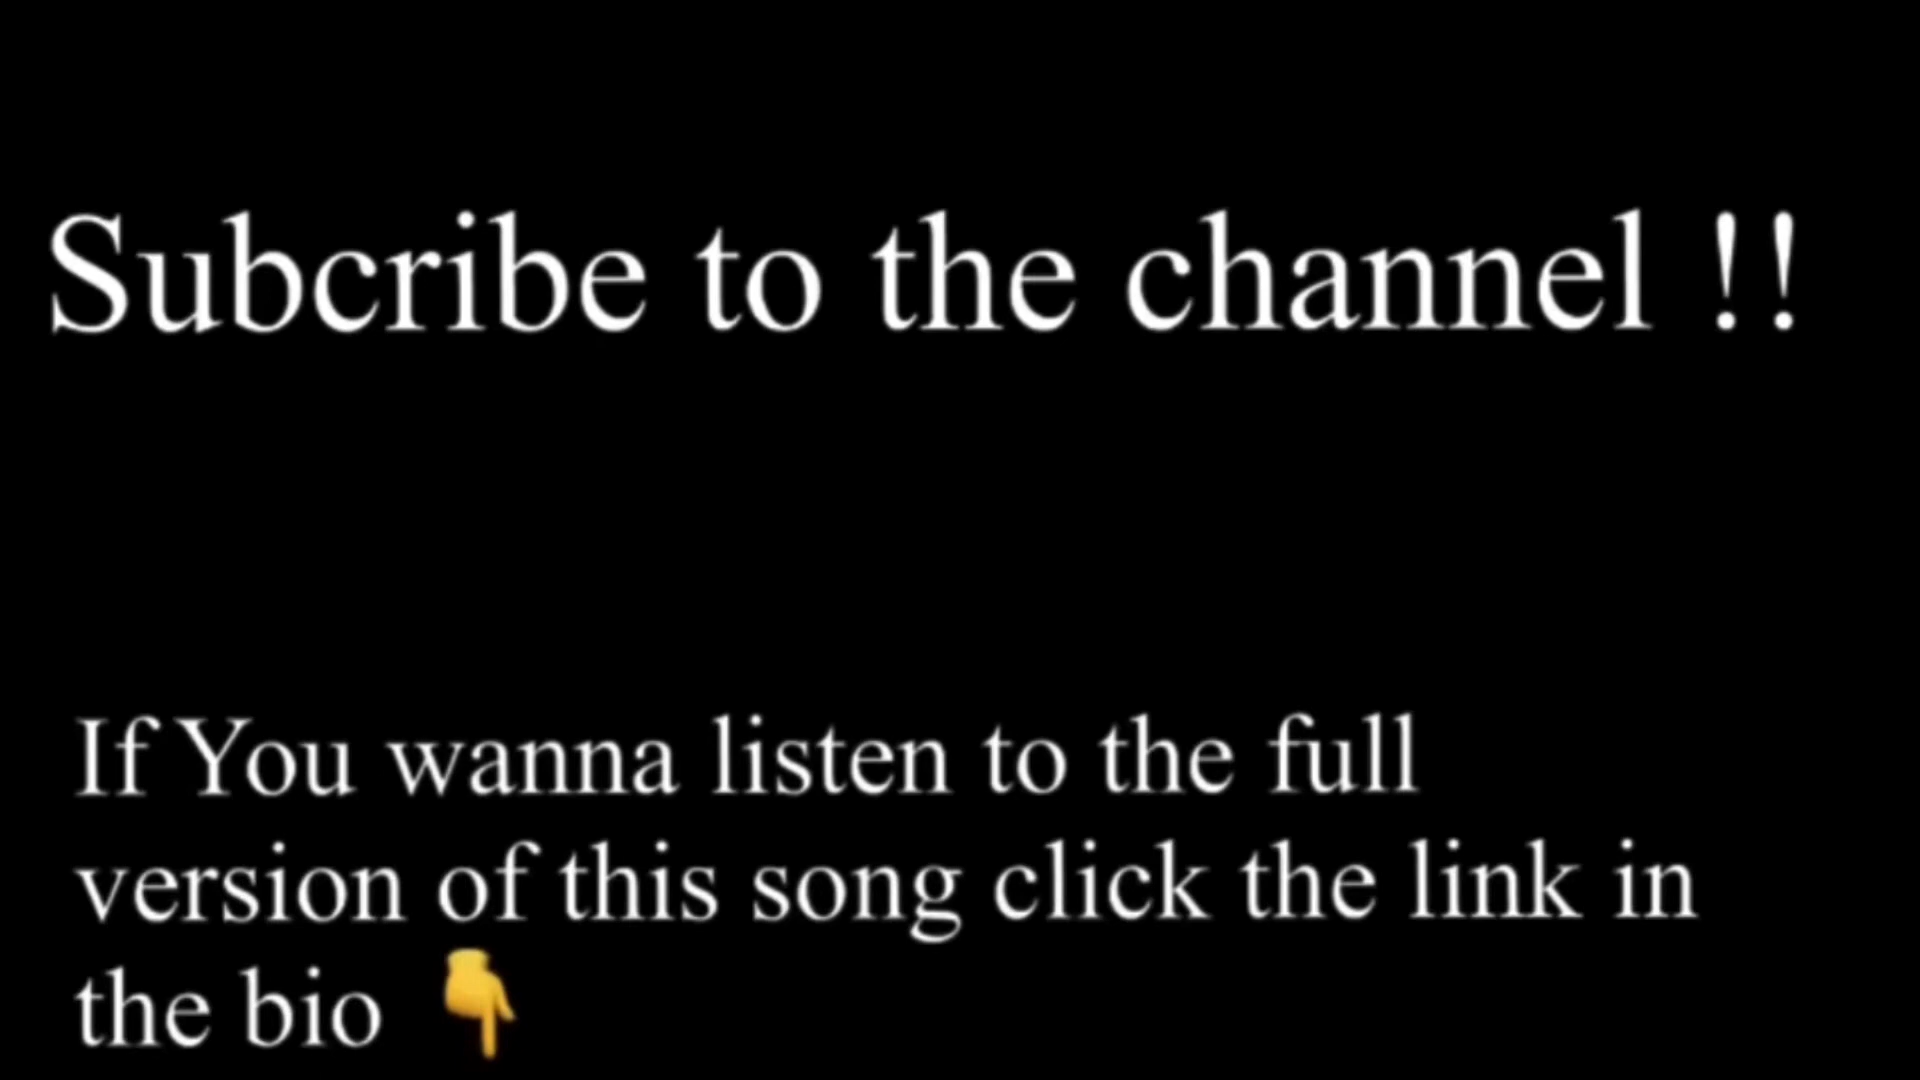 Subcribe to the channel !!
If You wanna listen to the full
version of this song click the link in
the bio 👇